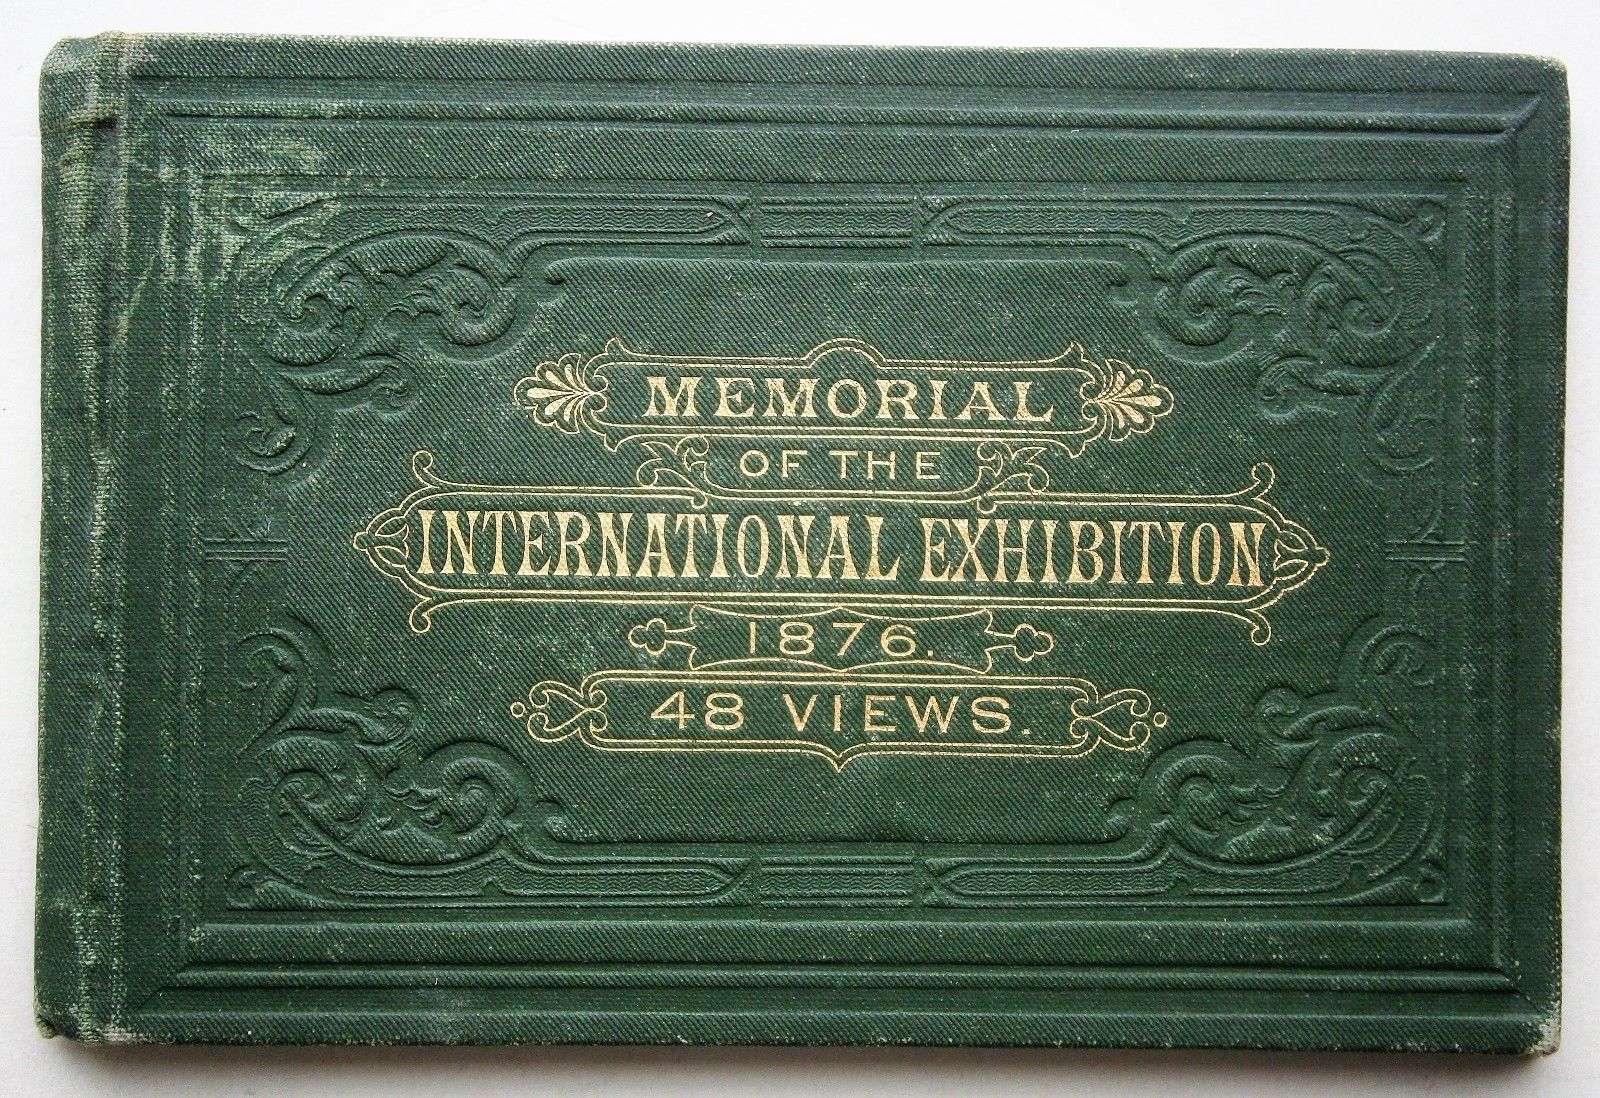 MEMORIAL
OF THE
INTERNATIONAL EXHIBITION
1876.
48 VIEWS.